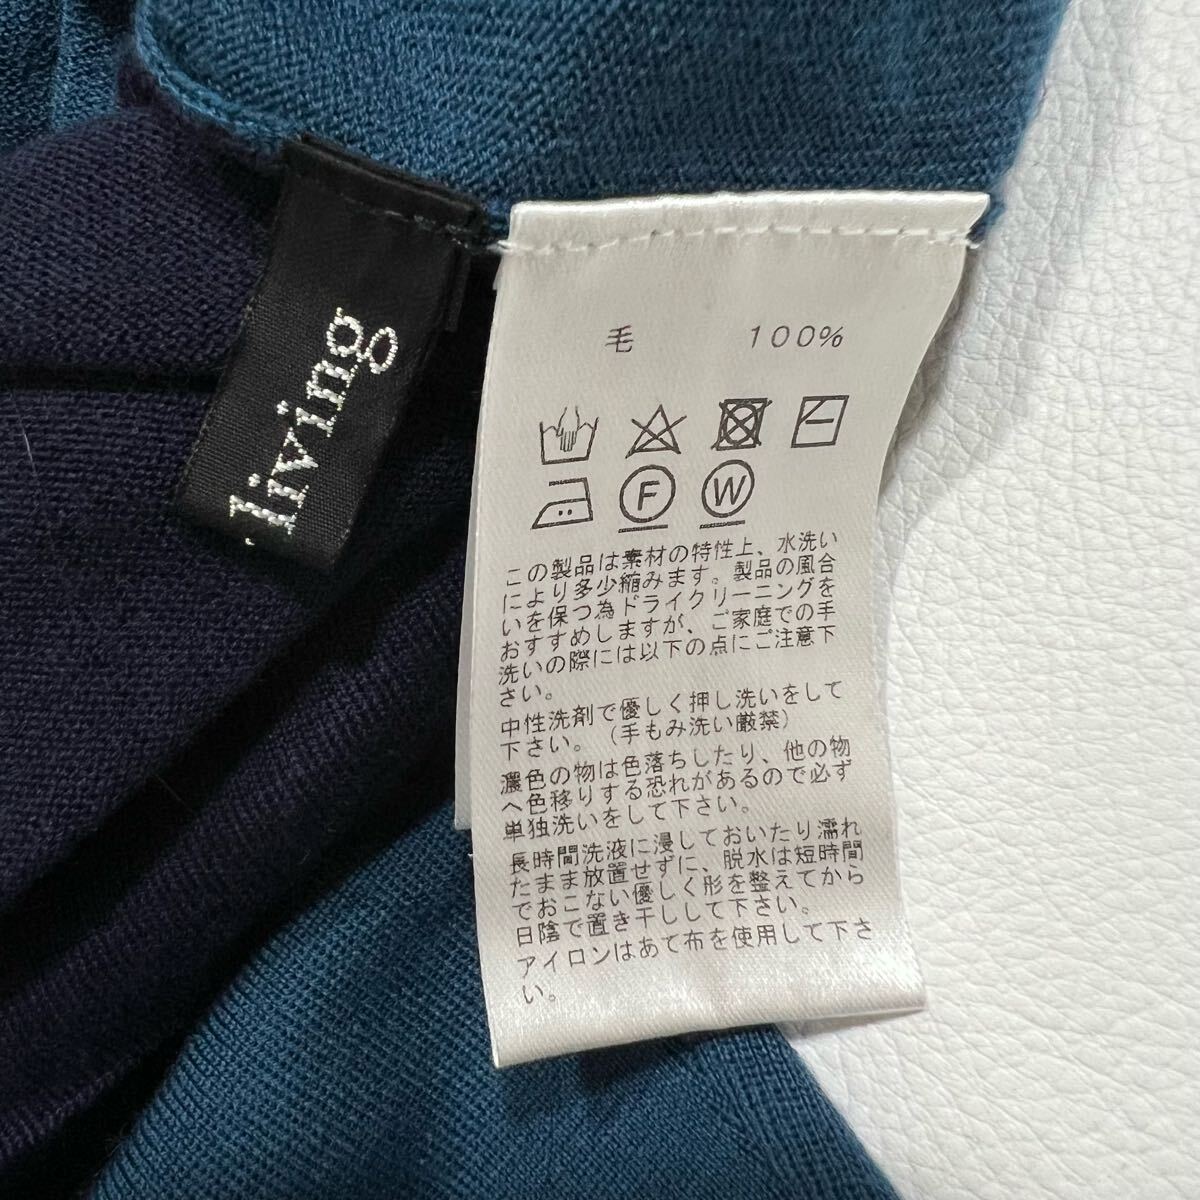 living
毛 100%
F W
この製品は素材の特性上、水洗い
により多少縮みます。製品の風合
いを保つ為ドライクリーニングを
おすすめしますが、ご家庭での手
洗いの際には以下の点にご注意下
さい。
中性洗剤で優しく押し洗いをして
下さい。（手もみ洗い厳禁）
濃色の物は色落ちしたり、他の物
へ色移りする恐れがあるので必ず
単独洗いをして下さい。
長時間洗液に浸しておいたり濡れ
たまま放置せずに、脱水は短時間
でおこない優しく形を整えてから
日陰で置き干しして下さい。
アイロンはあて布を使用して下さ
い。